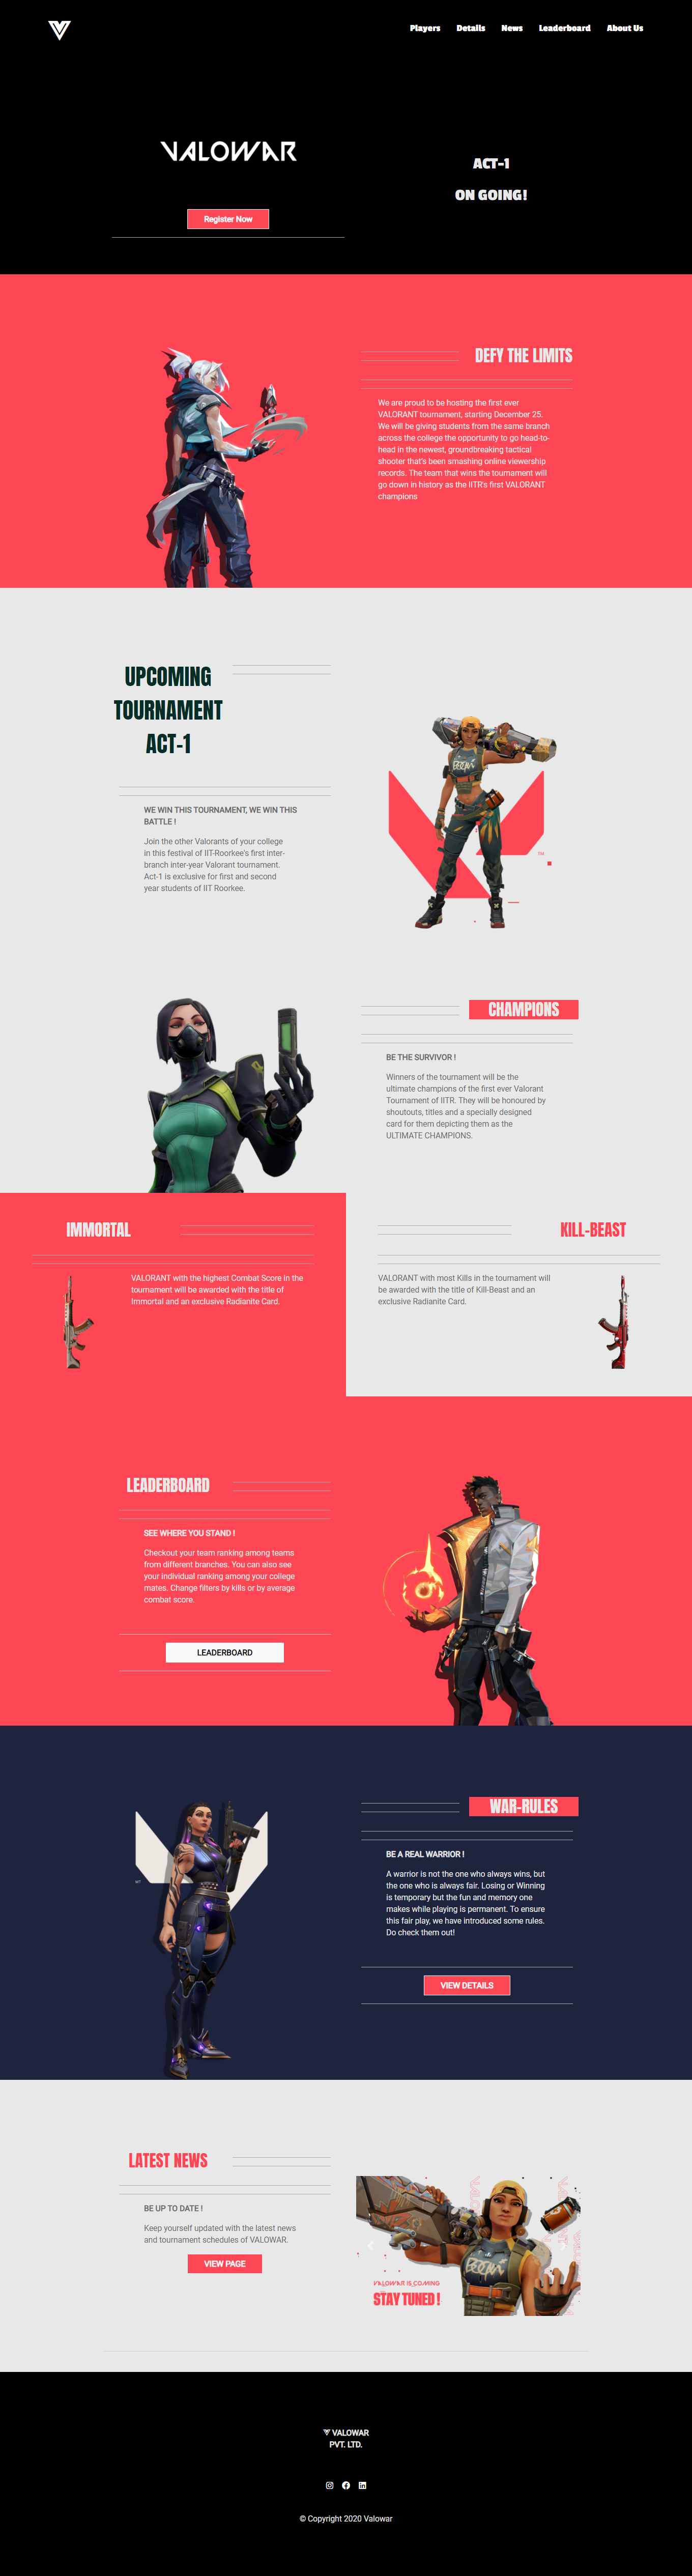 Players Details News Leaderboard About Us
VALOWAR
Register Now
ACT-1
ON GOING!
DEFY THE LIMITS
We are proud to be hosting the first ever
VALORANT tournament, starting December 25.
We will be giving students from the same branch
across the college the opportunity to go head-to-
head in the newest, groundbreaking tactical
shooter that's been smashing online viewership
records. The team that wins the tournament will
go down in history as the IITR's first VALORANT
champions
UPCOMING
TOURNAMENT
ACT-1
WE WIN THIS TOURNAMENT, WE WIN THIS
BATTLE !
Join the other Valorants of your college
in this festival of IIT-Roorkee's first inter-
branch inter-year Valorant tournament.
Act-1 is exclusive for first and second
year students of IIT Roorkee.
CHAMPIONS
BE THE SURVIVOR !
Winners of the tournament will be the
ultimate champions of the first ever Valorant
Tournament of IITR. They will be honoured by
shoutouts, titles and a specially designed
card for them depicting them as the
ULTIMATE CHAMPIONS.
IMMORTAL
VALORANT with the highest Combat Score in the
tournament will be awarded with the title of
Immortal and an exclusive Radianite Card.
KILL-BEAST
VALORANT with most Kills in the tournament will
be awarded with the title of Kill-Beast and an
exclusive Radianite Card.
LEADERBOARD
SEE WHERE YOU STAND !
Checkout your team ranking among teams
from different branches. You can also see
your individual ranking among your college
mates. Change filters by kills or by average
combat score.
LEADERBOARD
WAR-RULES
BE A REAL WARRIOR !
A warrior is not the one who always wins, but
the one who is always fair. Losing or Winning
is temporary but the fun and memory one
makes while playing is permanent. To ensure
this fair play, we have introduced some rules.
Do check them out!
VIEW DETAILS
LATEST NEWS
BE UP TO DATE !
Keep yourself updated with the latest news
and tournament schedules of VALOWAR.
VIEW PAGE
VALOWAR IS COMING
STAY TUNED !
VALOWAR
PVT. LTD.
© Copyright 2020 Valowar